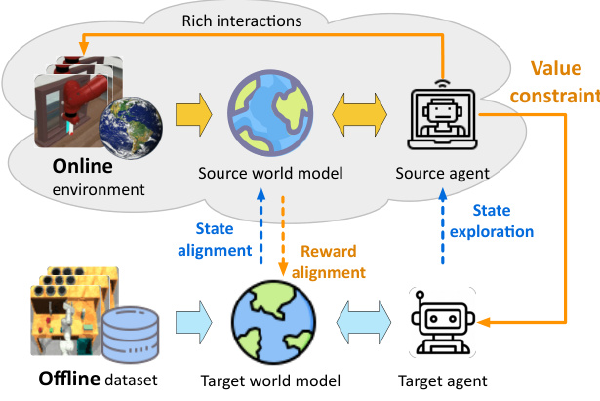 Rich interactions
Value
constraint
Online
environment
Source world model
Source agent
State
alignment
Reward
alignment
State
exploration
Offline dataset
Target world model
Target agent